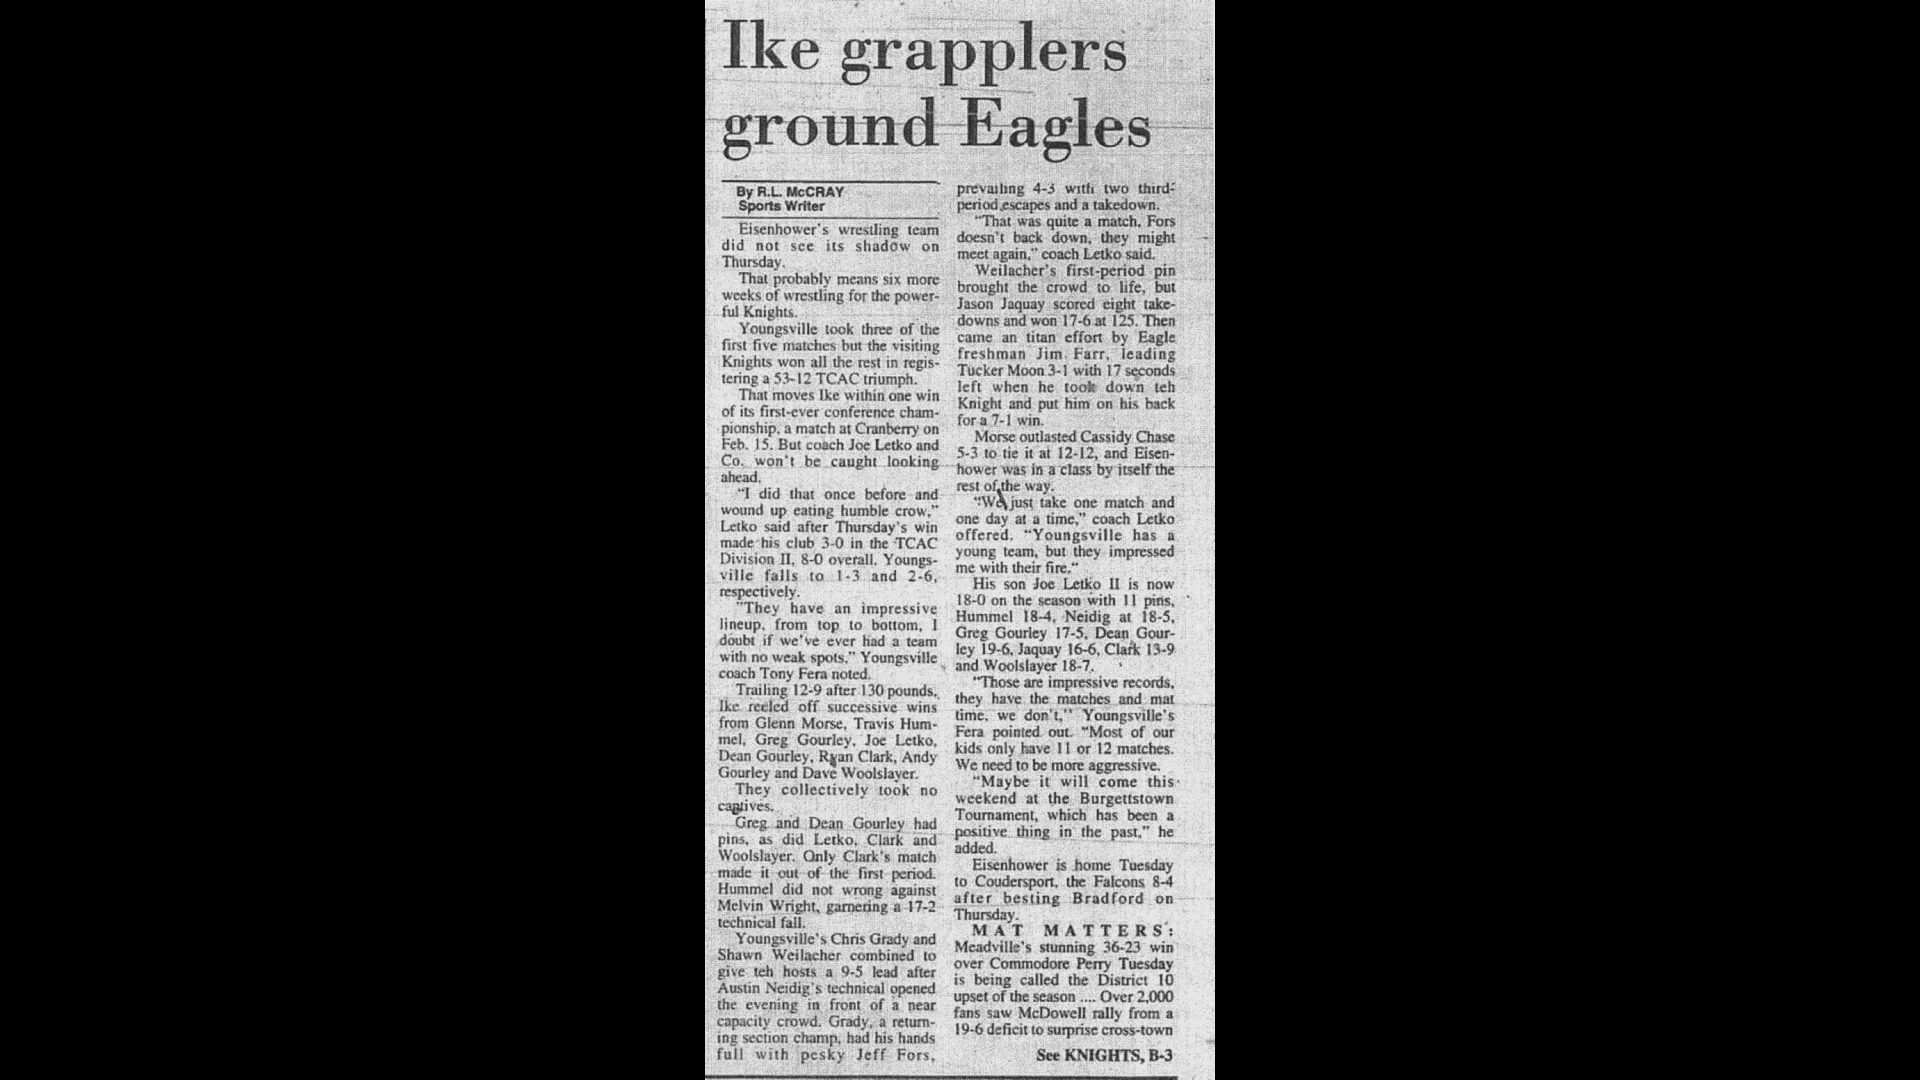 Ike grapplers
ground Eagles
By R.L. McCRAY
Sports Writer
Eisenhower's wrestling team
did not see its shadow on
Thursday.
That probably means six more
weeks of wrestling for the power-
ful Knights.
Youngsville took three of the
first five matches but the visiting
Knights won all the rest in regis-
tering a 53-12 TCAC triumph.
That moves Ike within one win
of its first-ever conference cham-
pionship, a match at Cranberry on
Feb. 15. But coach Joe Letko and
Co. won't be caught looking
ahead.
"I did that once before and
wound up eating humble crow,"
Letko said after Thursday's win
made his club 3-0 in the TCAC
Division II, 8-0 overall. Youngs-
ville falls to 1-3 and 2-6,
respectively.
"They have an impressive
lineup, from top to bottom, I
doubt if we've ever had a team
with no weak spots," Youngsville
coach Tony Fera noted.
Trailing 12-9 after 130 pounds,
Ike reeled off successive wins
from Glenn Morse, Travis Hum-
mel, Greg Gourley, Joe Letko,
Dean Gourley, Ryan Clark, Andy
Gourley and Dave Woolslayer.
They collectively took no
captives.
Greg and Dean Gourley had
pins, as did Letko, Clark and
Woolslayer. Only Clark's match
made it out of the first period.
Hummel did not wrong against
Melvin Wright, garnering a 17-2
technical fall.
Youngsville's Chris Grady and
Shawn Weilacher combined to
give teh hosts a 9-5 lead after
Austin Neidig's technical opened
the evening in front of a near
capacity crowd. Grady, a return-
ing section champ, had his hands
full with pesky Jeff Fors,
prevailing 4-3 with two third-
period escapes and a takedown.
"That was quite a match, Fors
doesn't back down, they might
meet again," coach Letko said.
Weilacher's first-period pin
brought the crowd to life, but
Jason Jaquay scored eight take-
downs and won 17-6 at 125. Then
came an titan effort by Eagle
freshman Jim Farr, leading
Tucker Moon 3-1 with 17 seconds
left when he took down teh
Knight and put him on his back
for a 7-1 win.
Morse outlasted Cassidy Chase
5-3 to tie it at 12-12, and Eisen-
hower was in a class by itself the
rest of the way.
"We just take one match and
one day at a time," coach Letko
offered. "Youngsville has a
young team, but they impressed
me with their fire."
His son Joe Letko II is now
18-0 on the season with 11 pins,
Hummel 18-4, Neidig at 18-5,
Greg Gourley 17-5, Dean Gour-
ley 19-6, Jaquay 16-6, Clark 13-9
and Woolslayer 18-7.
"Those are impressive records,
they have the matches and mat
time, we don't," Youngsville's
Fera pointed out. "Most of our
kids only have 11 or 12 matches.
We need to be more aggressive.
"Maybe it will come this
weekend at the Burgettstown
Tournament, which has been a
positive thing in the past," he
added.
Eisenhower is home Tuesday
to Coudersport, the Falcons 8-4
after besting Bradford on
Thursday.
MAT MATTERS:
Meadville's stunning 36-23 win
over Commodore Perry Tuesday
is being called the District 10
upset of the season .... Over 2,000
fans saw McDowell rally from a
19-6 deficit to surprise cross-town
See KNIGHTS, B-3